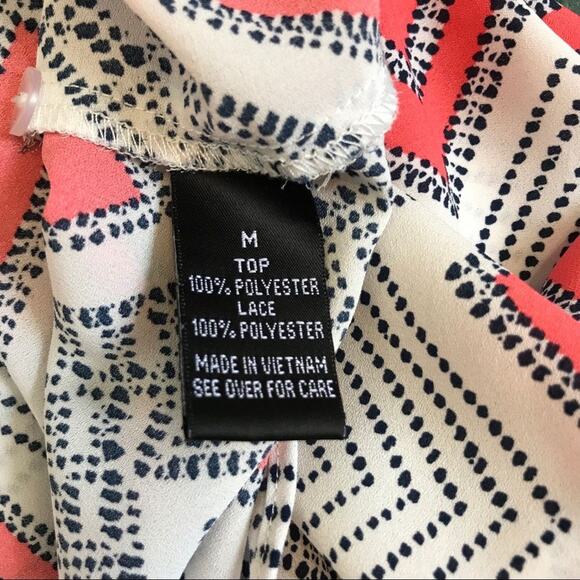 M
TOP
100% POLYESTER
LACE
100% POLYESTER
MADE IN VIETNAM
SEE OVER FOR CARE